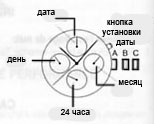 дата
кнопка
установки
даты
A B C
день
месяц
24 часа